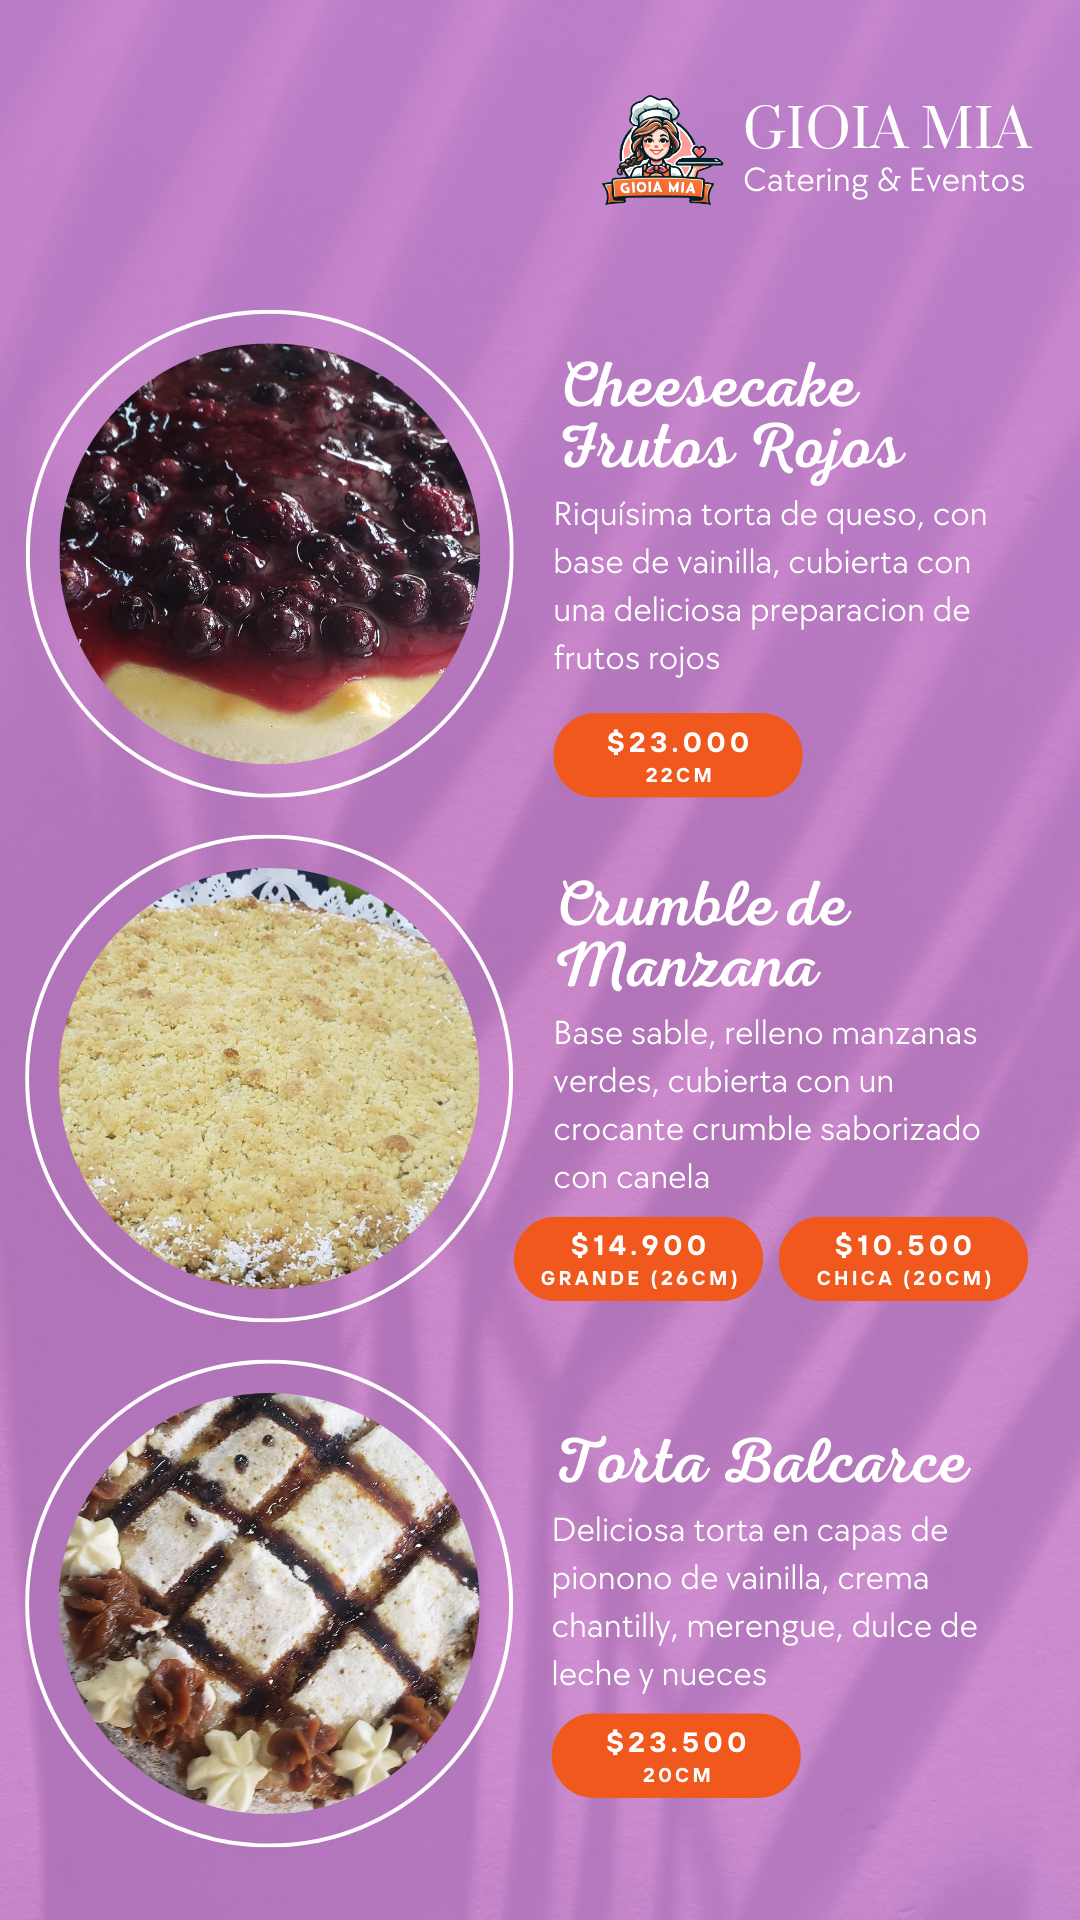 GIOIA MIA
GIOIA MIA
Catering & Eventos
Cheesecake
Frutos Rojos
Riquísima torta de queso, con
base de vainilla, cubierta con
una deliciosa preparacion de
frutos rojos
$23.000
22CM
Crumble de
Manzana
Base sable, relleno manzanas
verdes, cubierta con un
crocante crumble saborizado
con canela
$14.900
GRANDE (26CM)
$10.500
CHICA (20CM)
Torta Balcarce
Deliciosa torta en capas de
pionono de vainilla, crema
chantilly, merengue, dulce de
leche y nueces
$23.500
20CM